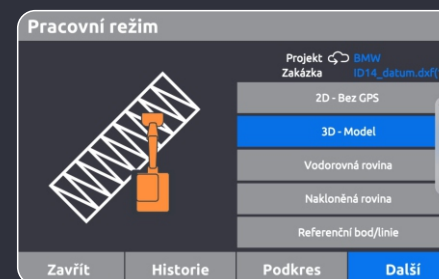 Pracovní režim
Projekt BMW
Zakázka ID14_datum.dxf(
2D - Bez GPS
3D - Model
Vodorovná rovina
Nakloněná rovina
Referenční bod/linie
Zavřít Historie Podkres Další